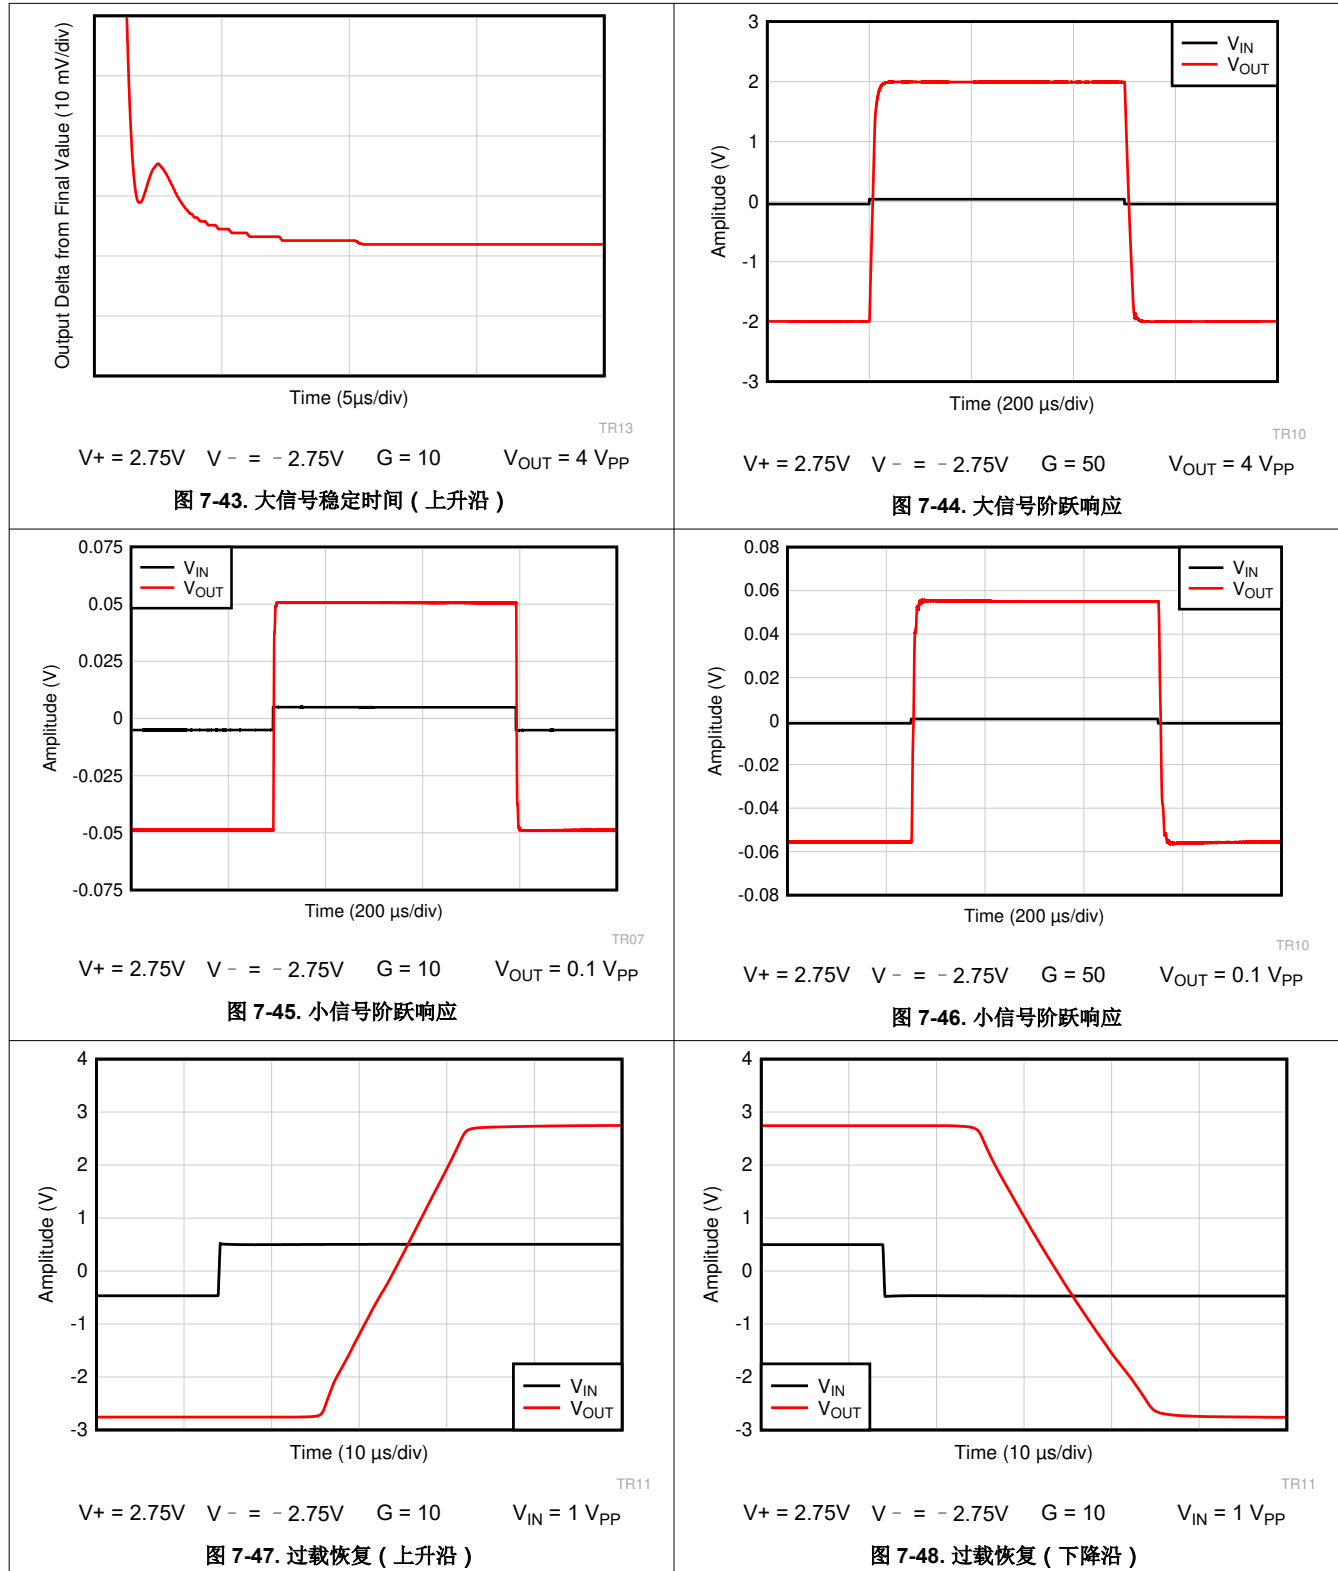 Output Delta from Final Value (10 mV/div)
Time (5µs/div)
TR13
V+ = 2.75V V - = - 2.75V G = 10 VOUT = 4 VPP
图 7-43. 大信号稳定时间（上升沿）
3
2
1
0
-1
-2
-3
Amplitude (V)
VIN
VOUT
Time (200 µs/div)
TR10
V+ = 2.75V V - = - 2.75V G = 50 VOUT = 4 VPP
图 7-44. 大信号阶跃响应
0.075
0.05
0.025
0
-0.025
-0.05
-0.075
Amplitude (V)
VIN
VOUT
Time (200 µs/div)
TR07
V+ = 2.75V V - = - 2.75V G = 10 VOUT = 0.1 VPP
图 7-45. 小信号阶跃响应
0.08
0.06
0.04
0.02
0
-0.02
-0.04
-0.06
-0.08
Amplitude (V)
VIN
VOUT
Time (200 µs/div)
TR10
V+ = 2.75V V - = - 2.75V G = 50 VOUT = 0.1 VPP
图 7-46. 小信号阶跃响应
4
3
2
1
0
-1
-2
-3
Amplitude (V)
VIN
VOUT
Time (10 µs/div)
TR11
V+ = 2.75V V - = - 2.75V G = 10 VIN = 1 VPP
图 7-47. 过载恢复（上升沿）
4
3
2
1
0
-1
-2
-3
Amplitude (V)
VIN
VOUT
Time (10 µs/div)
TR11
V+ = 2.75V V - = - 2.75V G = 10 VIN = 1 VPP
图 7-48. 过载恢复（下降沿）